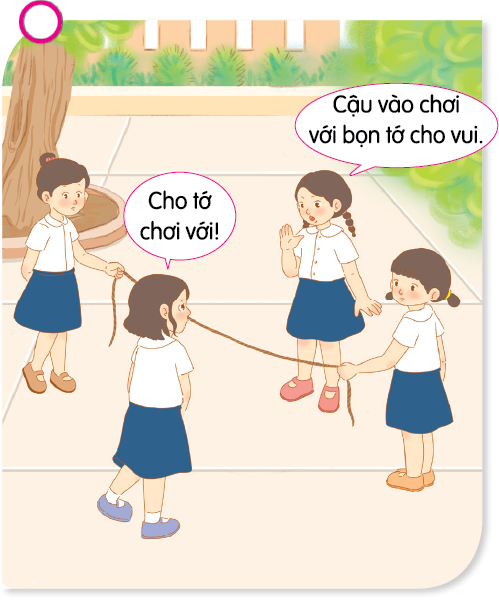 Cậu vào chơi
với bọn tớ cho vui.
Cho tớ
chơi với!